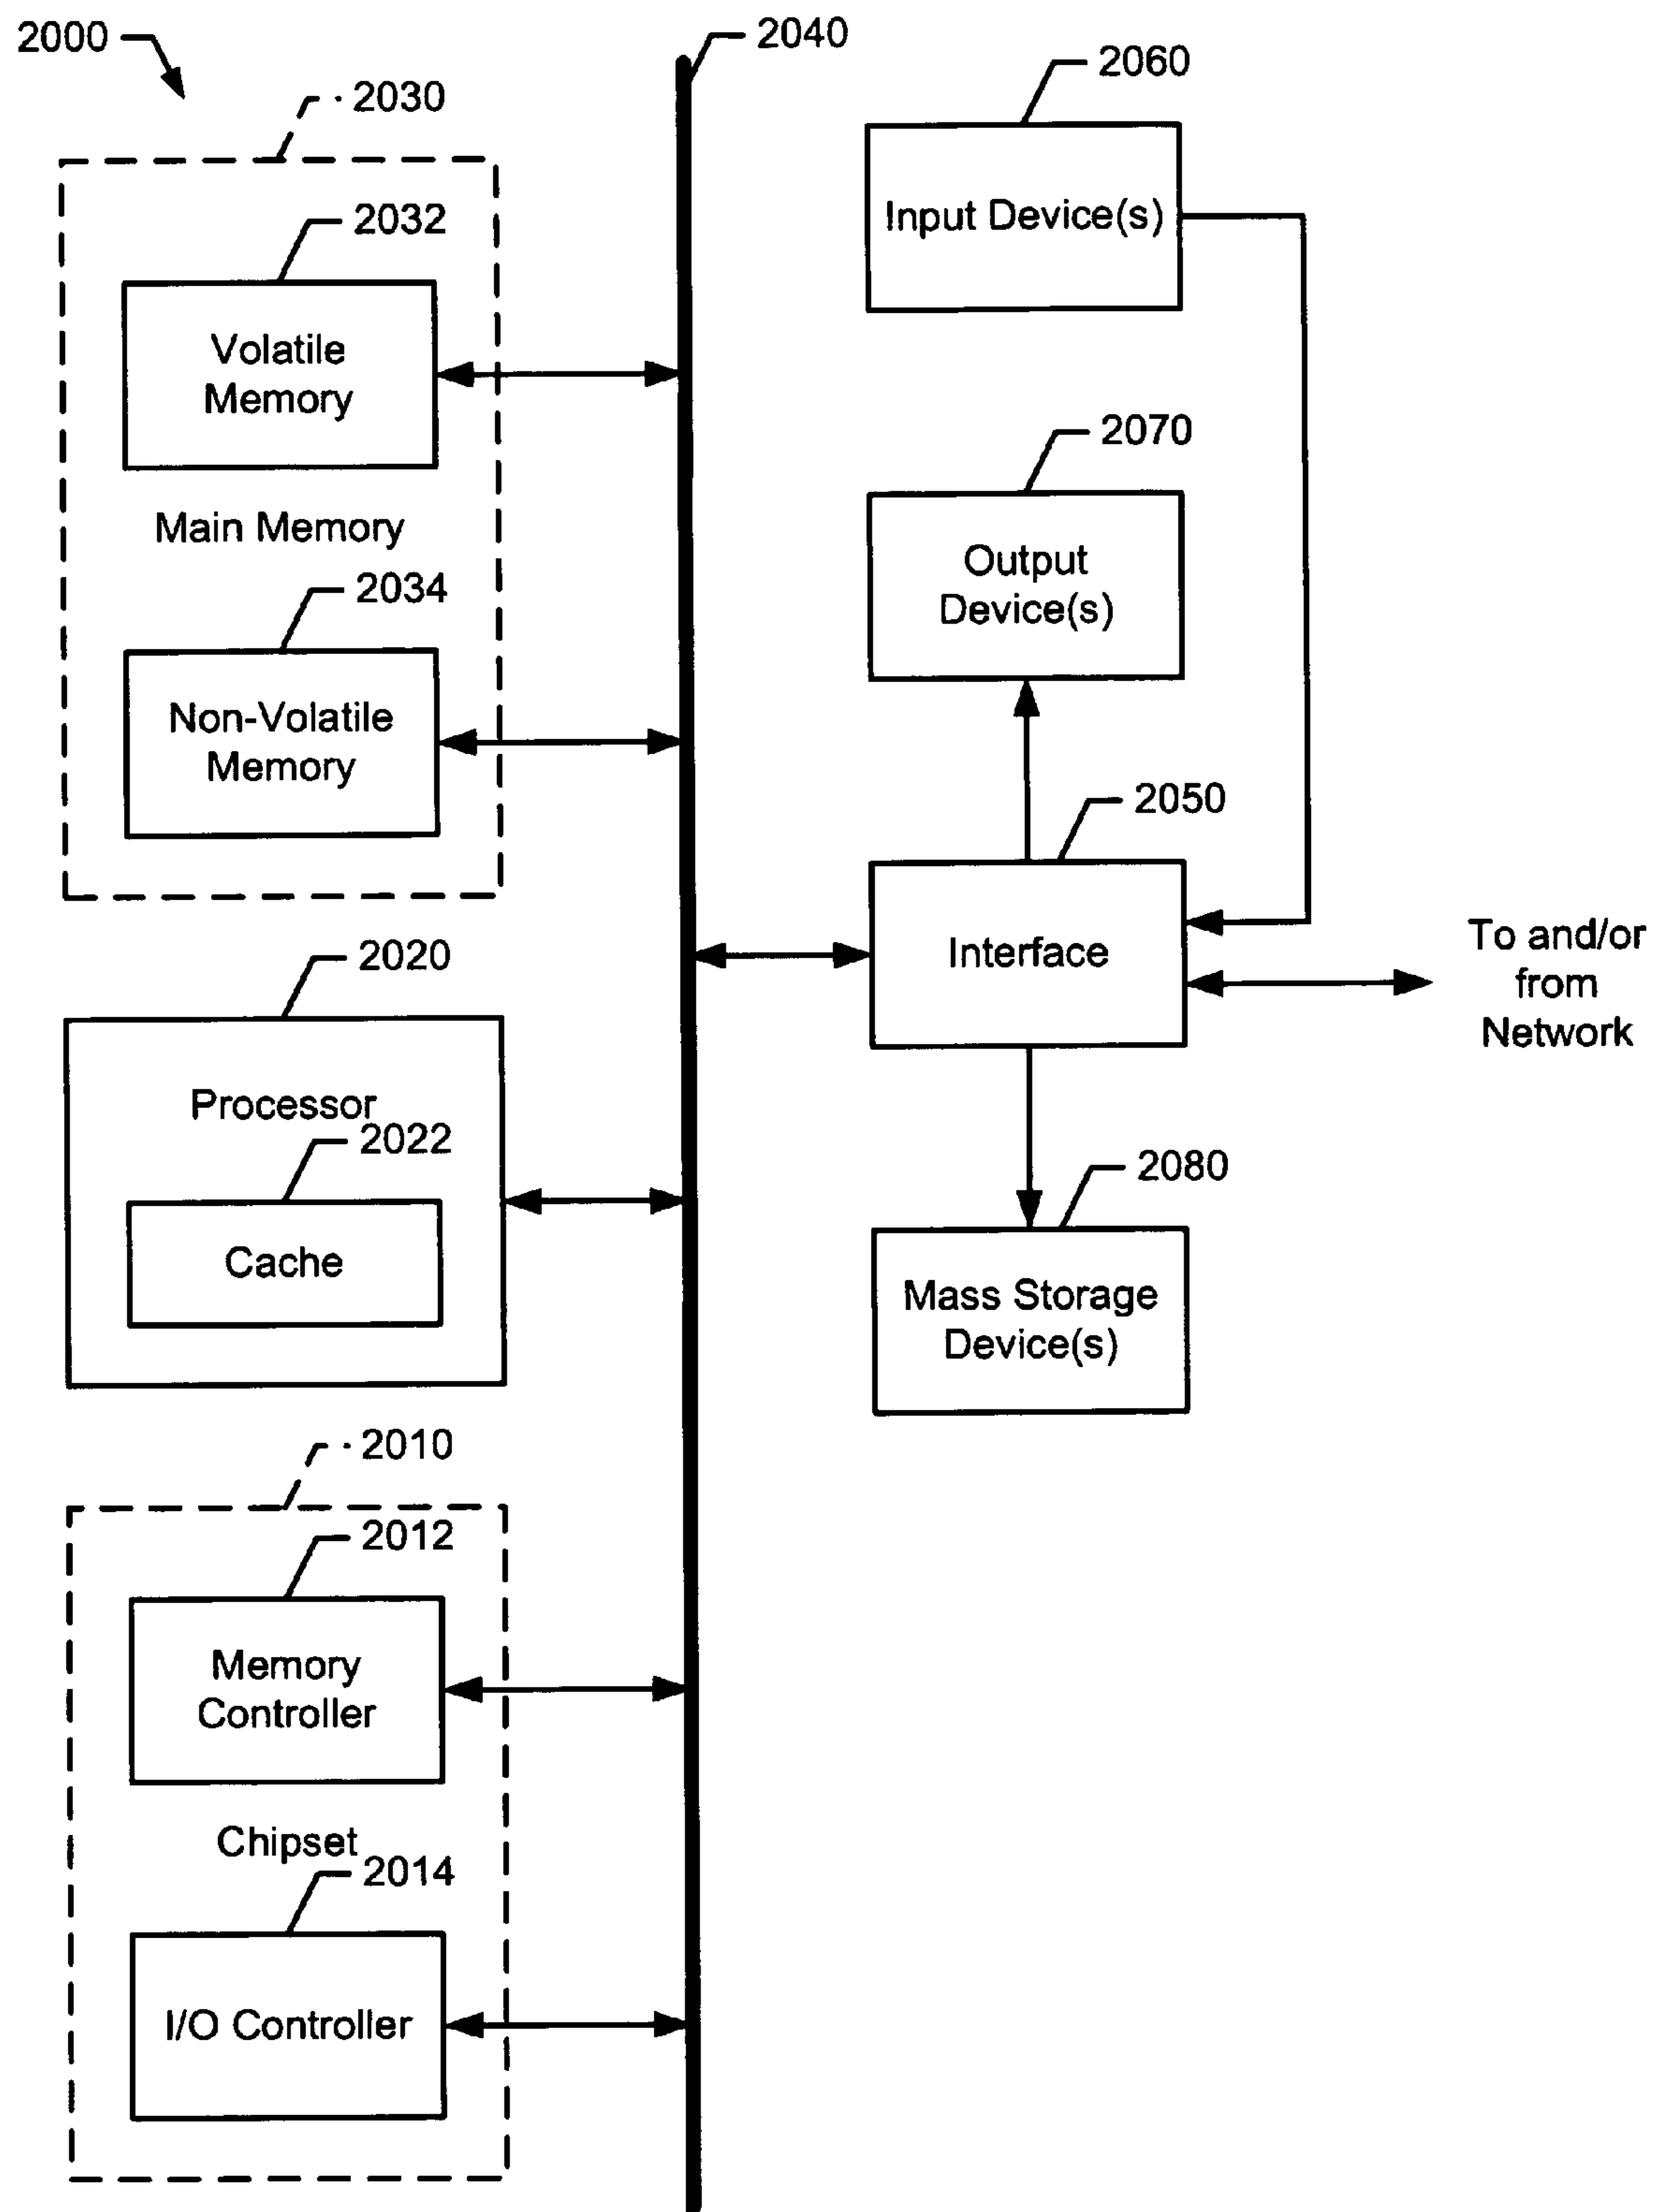 2000
2040
2030
2060
2032
Input Device(s)
Volatile
Memory
2070
Main Memory
Output
Device(s)
2034
Non-Volatile
Memory
2050
Interface
To and/or
from
Network
2020
Processor
2022
Cache
2080
Mass Storage
Device(s)
2010
2012
Memory
Controller
Chipset
2014
I/O Controller